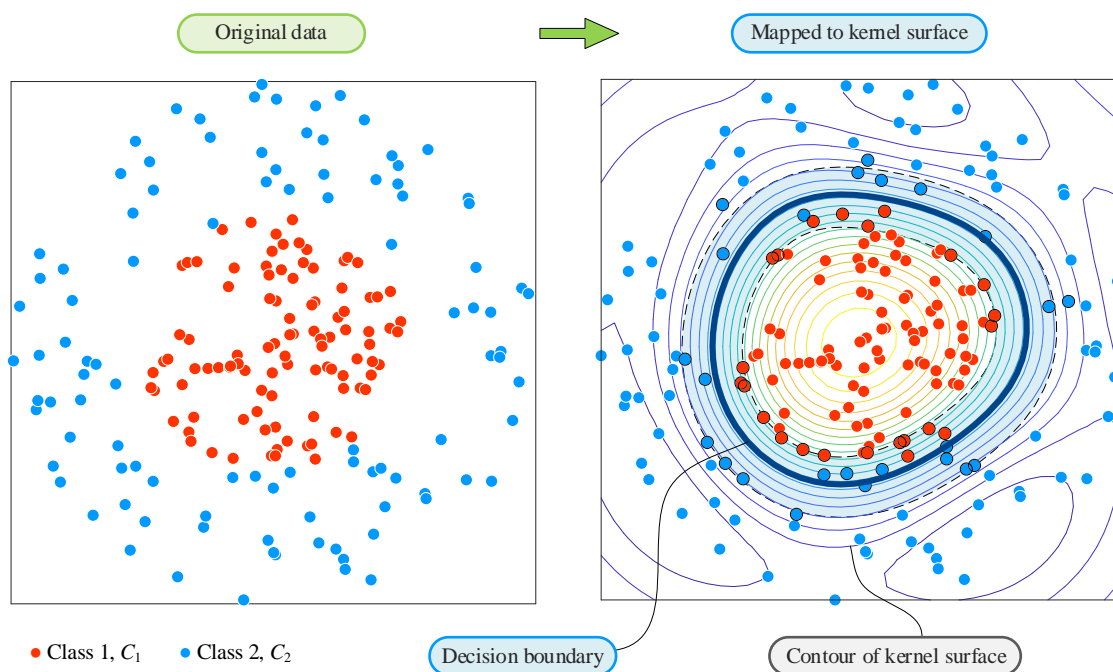 Original data
Mapped to kernel surface
Class 1, C1
Class 2, C2
Decision boundary
Contour of kernel surface